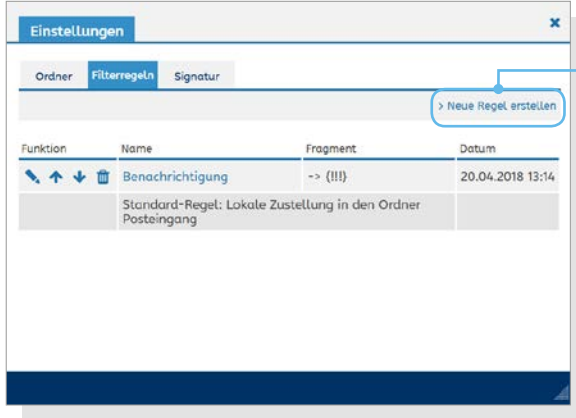 Einstellungen
Ordner Filterregeln Signatur
> Neue Regel erstellen
Funktion Name Fragment Datum
Benachrichtigung -> {!!!} 20.04.2018 13:14
Standard-Regel: Lokale Zustellung in den Ordner
Posteingang